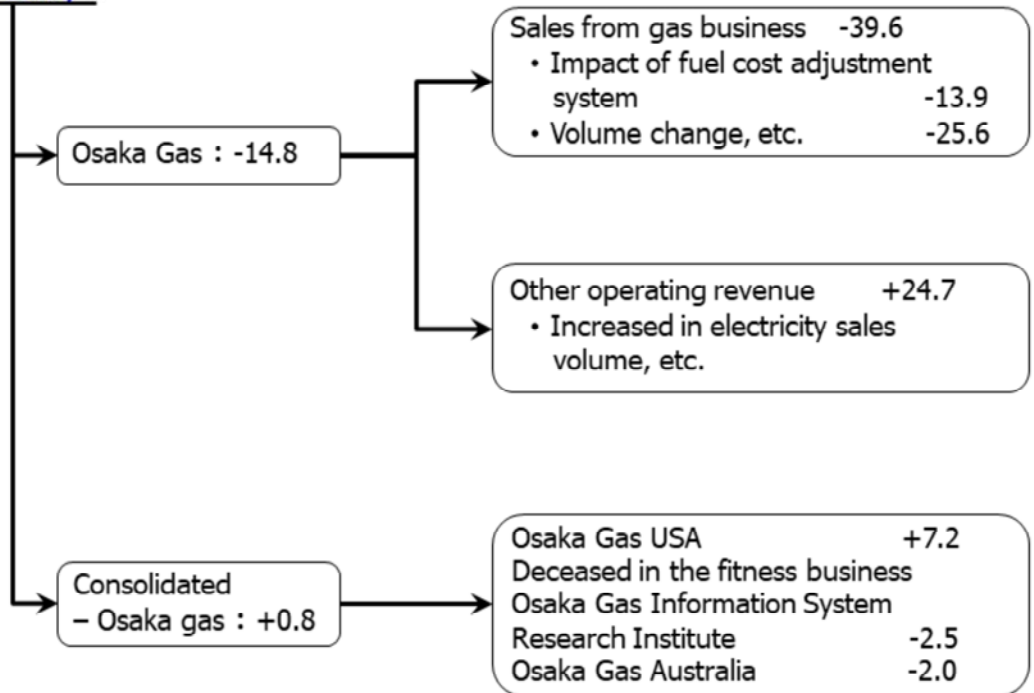 Osaka Gas : -14.8
Sales from gas business -39.6
・Impact of fuel cost adjustment
system -13.9
・Volume change, etc. -25.6
Other operating revenue +24.7
・Increased in electricity sales
volume, etc.
Consolidated
– Osaka gas : +0.8
Osaka Gas USA +7.2
Deceased in the fitness business
Osaka Gas Information System
Research Institute -2.5
Osaka Gas Australia -2.0